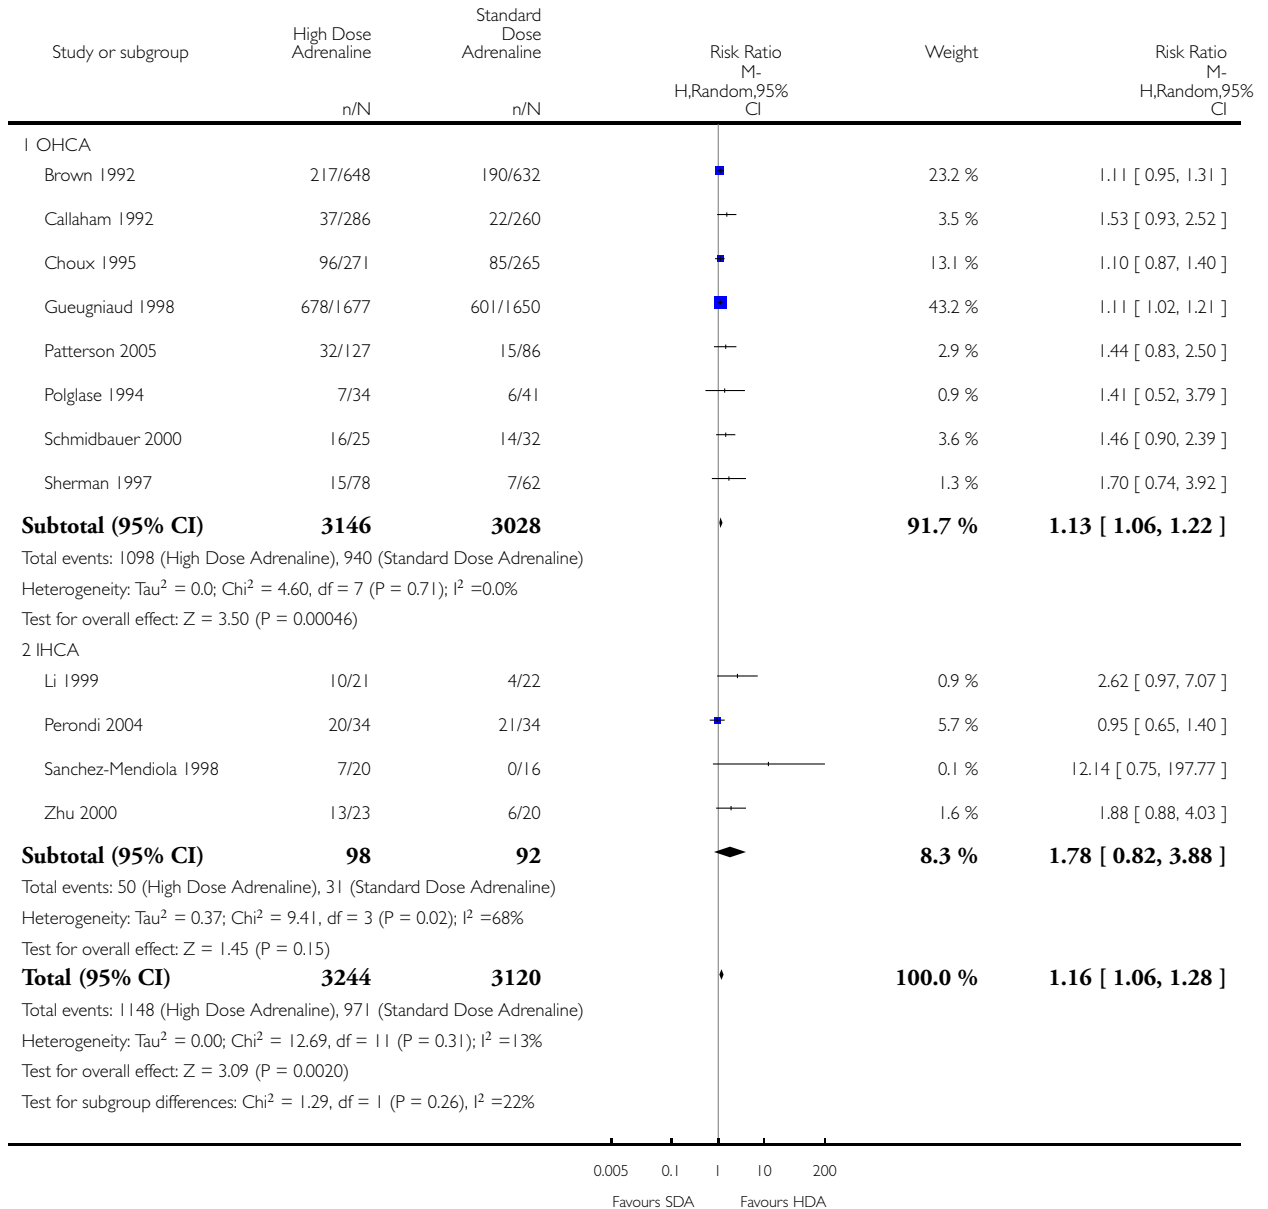 Study or subgroup High Dose Adrenaline Standard Dose Adrenaline Risk Ratio Weight Risk Ratio
n/N n/N M-H,Random,95% CI M-H,Random,95% CI
1 OHCA
Brown 1992 217/648 190/632 23.2 % 1.11 [ 0.95, 1.31 ]
Callaham 1992 37/286 22/260 3.5 % 1.53 [ 0.93, 2.52 ]
Choux 1995 96/271 85/265 13.1 % 1.10 [ 0.87, 1.40 ]
Gueugniaud 1998 678/1677 601/1650 43.2 % 1.11 [ 1.02, 1.21 ]
Patterson 2005 32/127 15/86 2.9 % 1.44 [ 0.83, 2.50 ]
Polglase 1994 7/34 6/41 0.9 % 1.41 [ 0.52, 3.79 ]
Schmidbauer 2000 16/25 14/32 3.6 % 1.46 [ 0.90, 2.39 ]
Sherman 1997 15/78 7/62 1.3 % 1.70 [ 0.74, 3.92 ]
Subtotal (95% CI) 3146 3028 91.7 % 1.13 [ 1.06, 1.22 ]
Total events: 1098 (High Dose Adrenaline), 940 (Standard Dose Adrenaline)
Heterogeneity: Tau² = 0.0; Chi² = 4.60, df = 7 (P = 0.71); I² =0.0%
Test for overall effect: Z = 3.50 (P = 0.00046)
2 IHCA
Li 1999 10/21 4/22 0.9 % 2.62 [ 0.97, 7.07 ]
Perondi 2004 20/34 21/34 5.7 % 0.95 [ 0.65, 1.40 ]
Sanchez-Mendiola 1998 7/20 0/16 0.1 % 12.14 [ 0.75, 197.77 ]
Zhu 2000 13/23 6/20 1.6 % 1.88 [ 0.88, 4.03 ]
Subtotal (95% CI) 98 92 8.3 % 1.78 [ 0.82, 3.88 ]
Total events: 50 (High Dose Adrenaline), 31 (Standard Dose Adrenaline)
Heterogeneity: Tau² = 0.37; Chi² = 9.41, df = 3 (P = 0.02); I² =68%
Test for overall effect: Z = 1.45 (P = 0.15)
Total (95% CI) 3244 3120 100.0 % 1.16 [ 1.06, 1.28 ]
Total events: 1148 (High Dose Adrenaline), 971 (Standard Dose Adrenaline)
Heterogeneity: Tau² = 0.00; Chi² = 12.69, df = 11 (P = 0.31); I² =13%
Test for overall effect: Z = 3.09 (P = 0.0020)
Test for subgroup differences: Chi² = 1.29, df = 1 (P = 0.26), I² =22%
0.005 0.1 1 10 200
Favours SDA Favours HDA